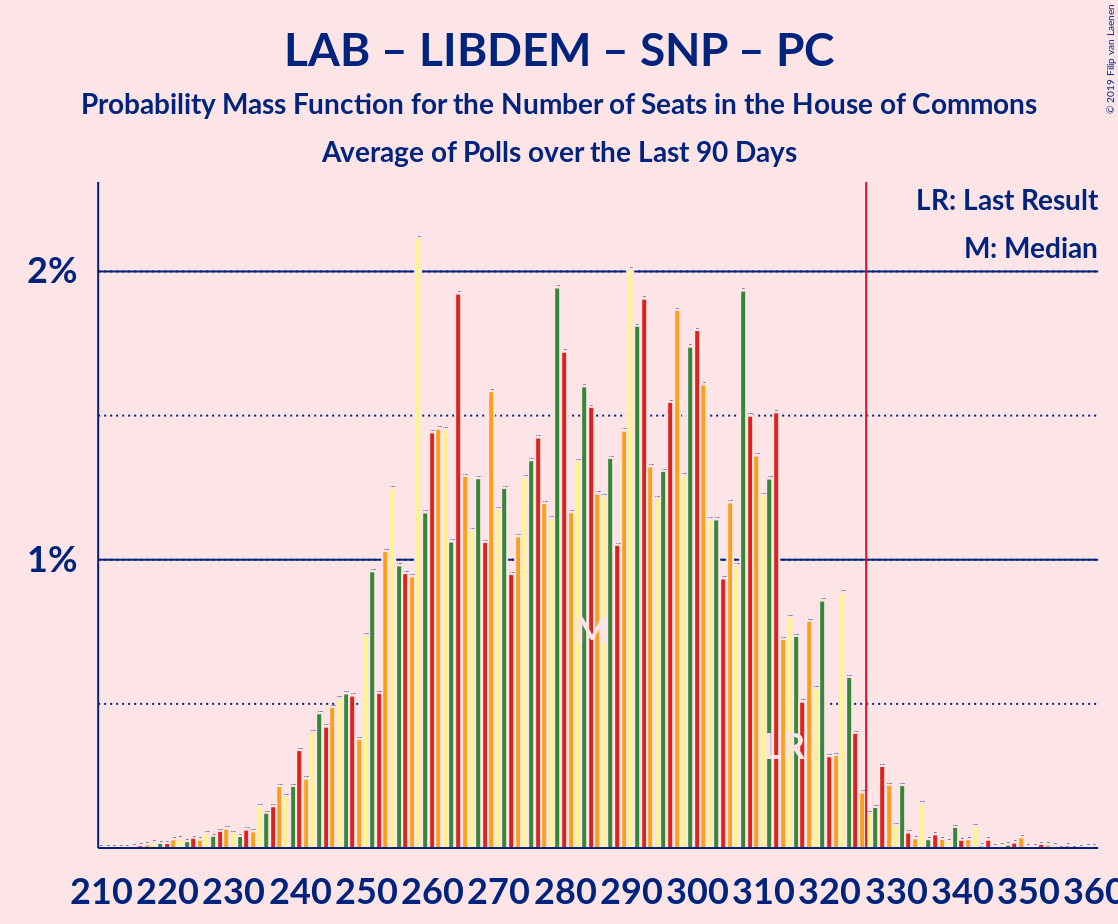 LAB – LIBDEM – SNP – PC
Probability Mass Function for the Number of Seats in the House of Commons
Average of Polls over the Last 90 Days
© 2019 Filip van Laenen
LR: Last Result
M: Median
2%
1%
M
LR
210 220 230 240 250 260 270 280 290 300 310 320 330 340 350 360